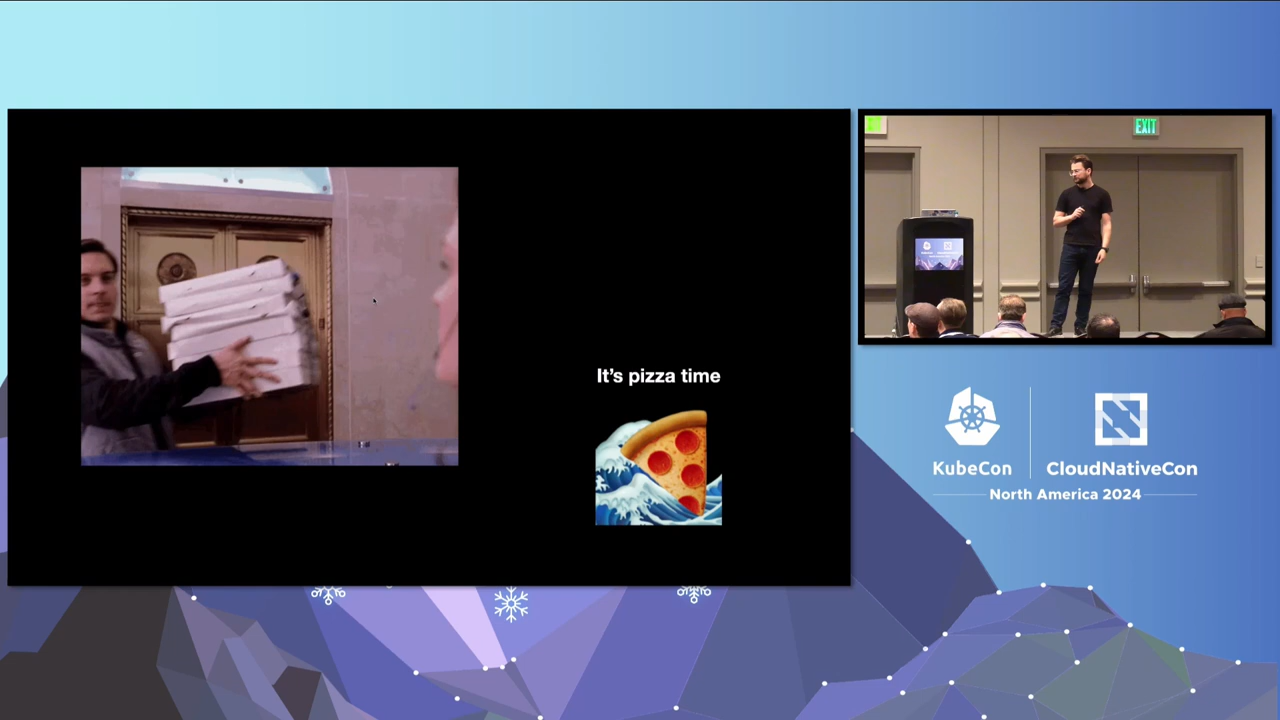 It's pizza time
EXIT
KubeCon
CloudNativeCon
North America 2024